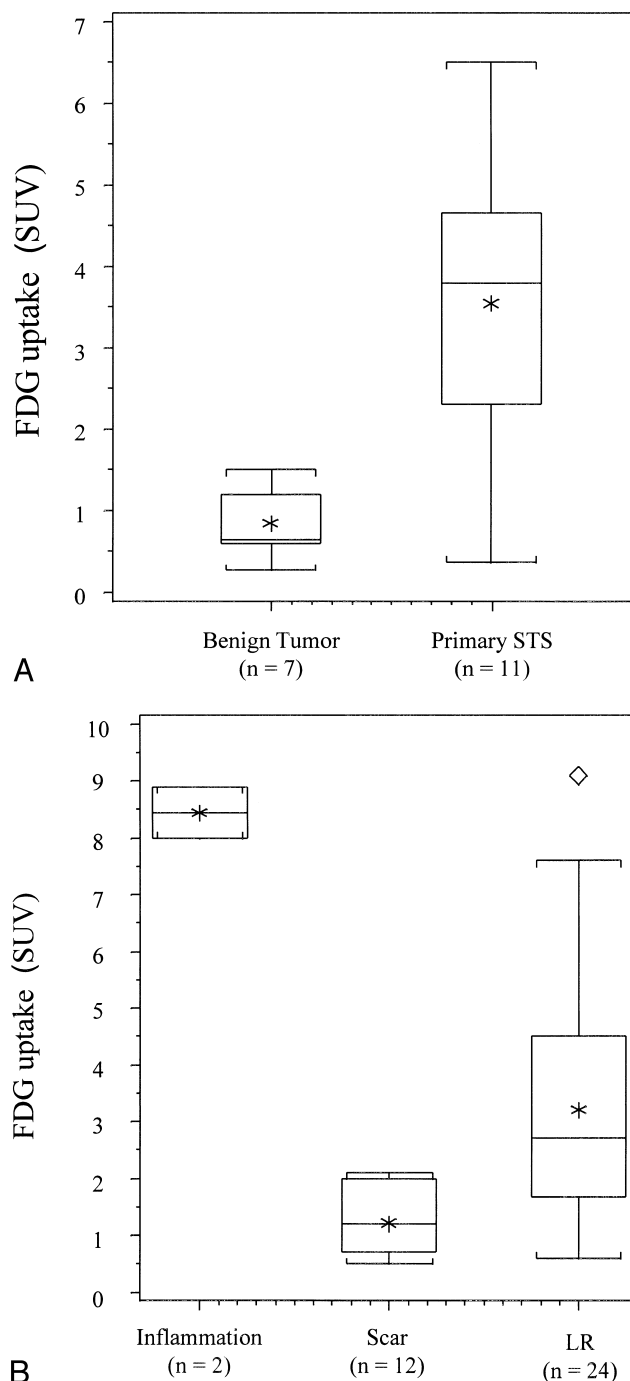 7
6
5
4
3
2
1
0
FDG uptake (SUV)
Benign Tumor
(n = 7)
Primary STS
(n = 11)
A
10
9
8
7
6
5
4
3
2
1
0
FDG uptake (SUV)
Inflammation
(n = 2)
Scar
(n = 12)
LR
(n = 24)
B